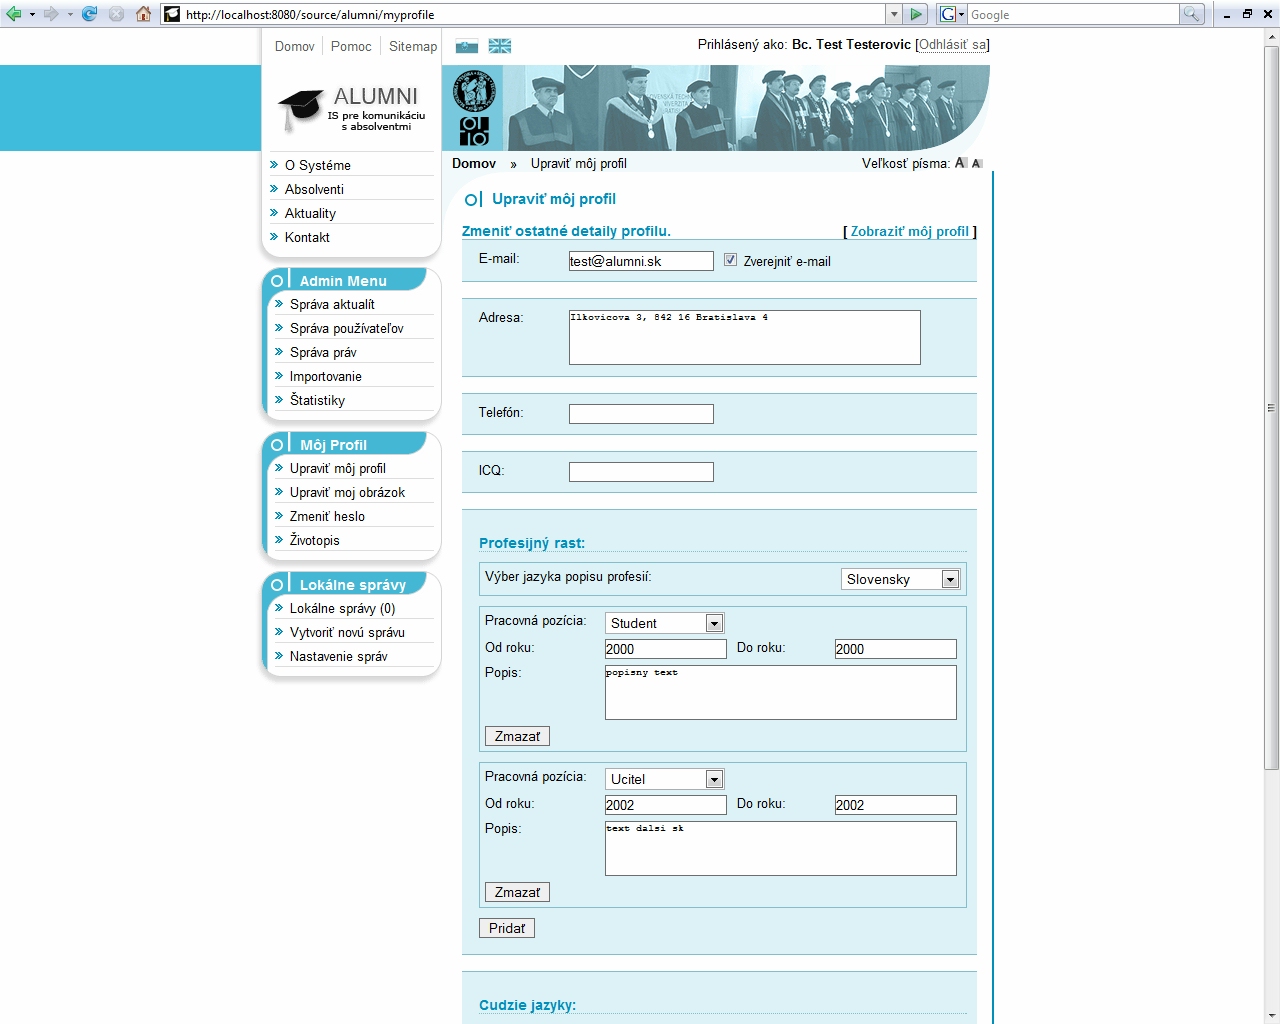 http://localhost:8080/source/alumni/myprofile
Google
Domov
Pomoc
Sitemap
Prihlásený ako: Bc. Test Testerovic [Odhlásiť sa]
ALUMNI
IS pre komunikáciu
s absolventmi
Domov » Upraviť môj profil
Veľkosť písma: A A
O Systéme
Absolventi
Aktuality
Kontakt
Admin Menu
Správa aktualít
Správa používateľov
Správa práv
Importovanie
Štatistiky
Môj Profil
Upraviť môj profil
Upraviť moj obrázok
Zmeniť heslo
Životopis
Lokálne správy
Lokálne správy (0)
Vytvoriť novú správu
Nastavenie správ
Upraviť môj profil
Zmeniť ostatné detaily profilu.
[ Zobraziť môj profil ]
E-mail: test@alumni.sk Zverejniť e-mail
Adresa: Ilkovicova 3, 842 16 Bratislava 4
Telefón:
ICQ:
Profesijný rast:
Výber jazyka popisu profesií: Slovensky
Pracovná pozícia: Student
Od roku: 2000 Do roku: 2000
Popis: popisny text
Zmazať
Pracovná pozícia: Ucitel
Od roku: 2002 Do roku: 2002
Popis: text dalsi sk
Zmazať
Pridať
Cudzie jazyky: